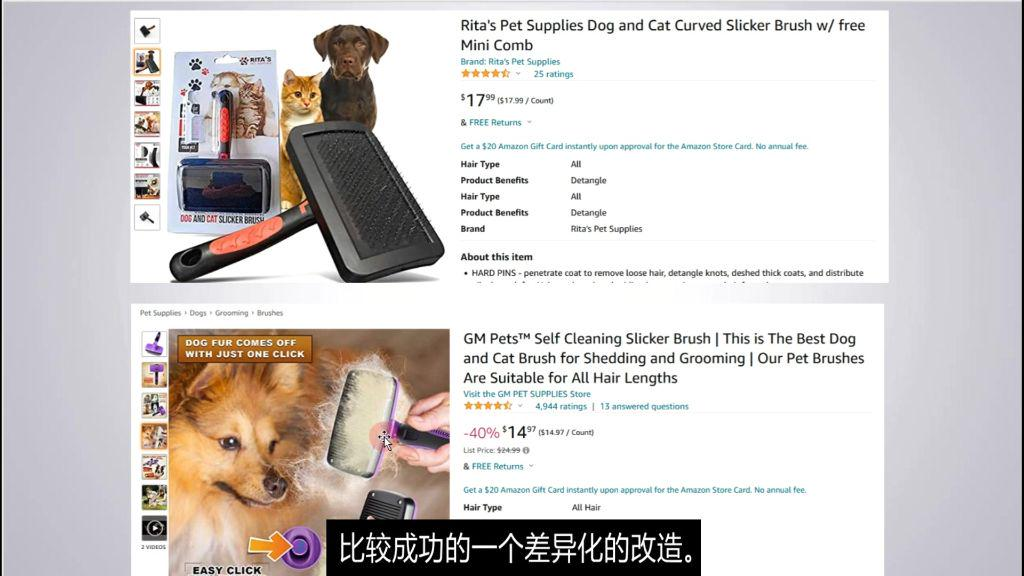 Rita's Pet Supplies Dog and Cat Curved Slicker Brush w/ free
Mini Comb
Brand: Rita's Pet Supplies
25 ratings
$1799 ($17.99 / Count)
& FREE Returns
Get a $20 Amazon Gift Card instantly upon approval for the Amazon Store Card. No annual fee.
Hair Type All
Product Benefits Detangle
Hair Type All
Product Benefits Detangle
Brand Rita's Pet Supplies
About this item
• HARD PINS - penetrate coat to remove loose hair, detangle knots, deshed thick coats, and distribute
RITA'S
DOG AND CAT SLICKER BRUSH
Pet Supplies › Dogs › Grooming › Brushes
DOG FUR COMES OFF
WITH JUST ONE CLICK
EASY CLICK
2 VIDEOS
GM Pets™ Self Cleaning Slicker Brush | This is The Best Dog
and Cat Brush for Shedding and Grooming | Our Pet Brushes
Are Suitable for All Hair Lengths
Visit the GM PET SUPPLIES Store
4,944 ratings | 13 answered questions
-40% $1497 ($14.97 / Count)
List Price: $24.99
& FREE Returns
Get a $20 Amazon Gift Card instantly upon approval for the Amazon Store Card. No annual fee.
Hair Type All Hair
比较成功的一个差异化的改造。